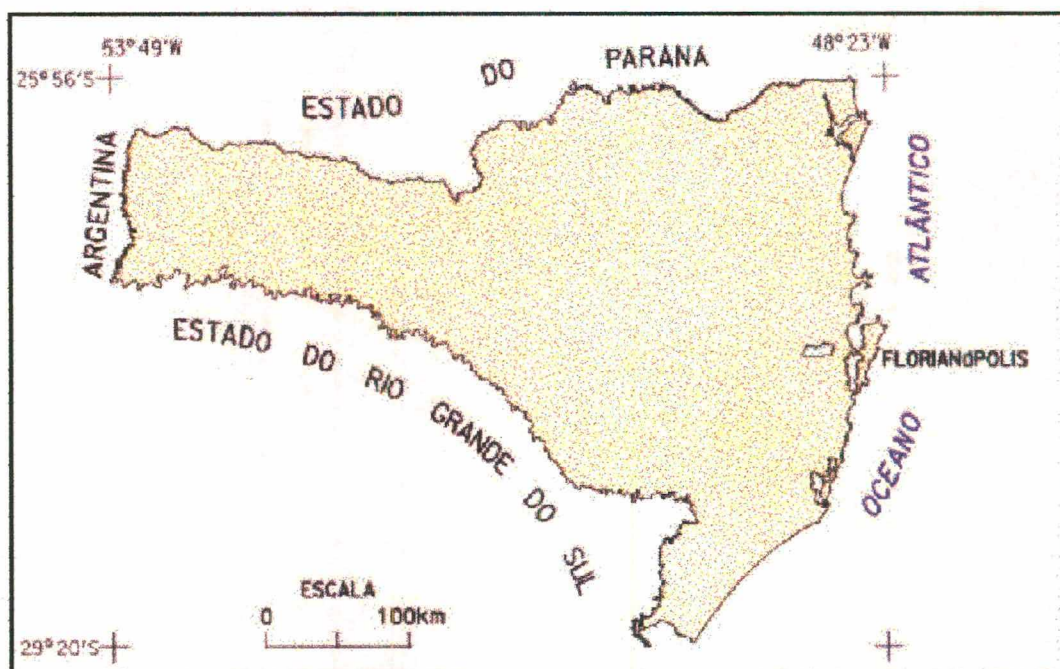 53°49'W
48°23'W
25°56'S
ESTADO DO PARANA
ARGENTINA
ATLÂNTICO
ESTADO DO RIO GRANDE DO SUL
FLORIANóPOLIS
OCEANO
ESCALA
0 100km
29°20'S